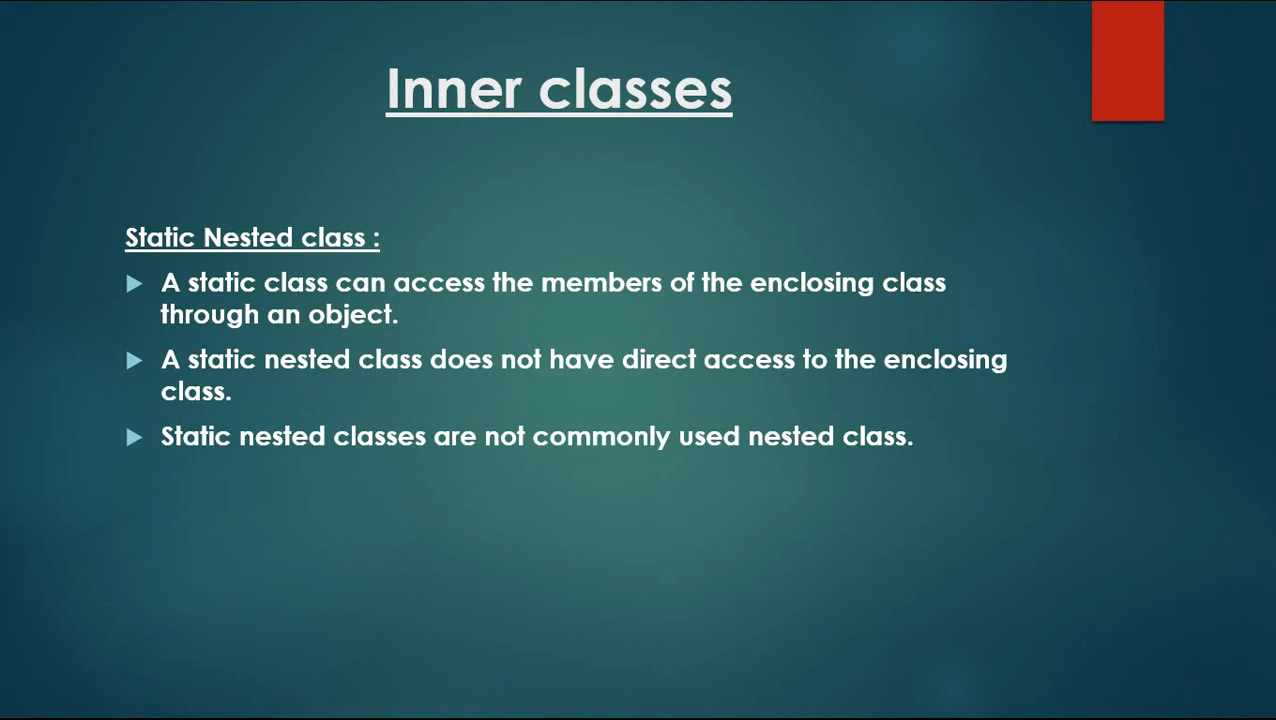 Inner classes
Static Nested class :
A static class can access the members of the enclosing class
through an object.
A static nested class does not have direct access to the enclosing
class.
Static nested classes are not commonly used nested class.